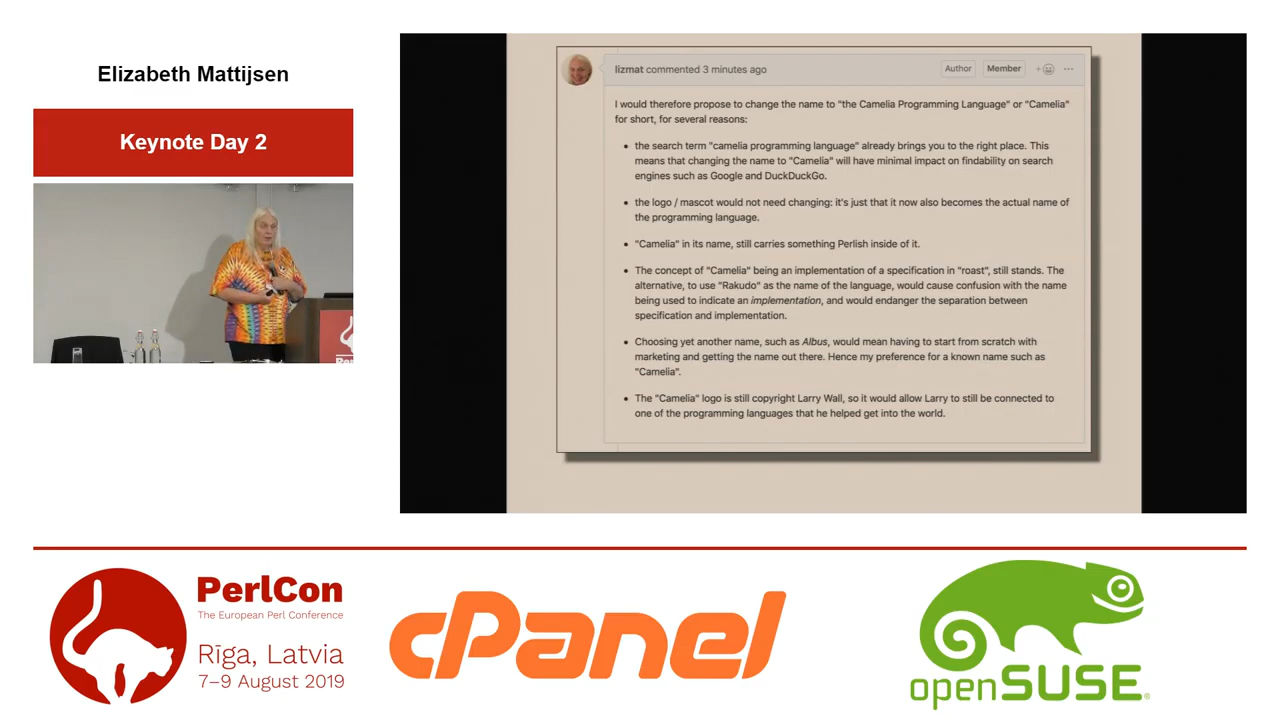 Elizabeth Mattijsen
Keynote Day 2
lizmat commented 3 minutes ago
Author
Member
I would therefore propose to change the name to "the Camelia Programming Language" or "Camelia"
for short, for several reasons:
• the search term "camelia programming language" already brings you to the right place. This
means that changing the name to "Camelia" will have minimal impact on findability on search
engines such as Google and DuckDuckGo.
• the logo / mascot would not need changing: it's just that it now also becomes the actual name of
the programming language.
• "Camelia" in its name, still carries something Perlish inside of it.
• The concept of "Camelia" being an implementation of a specification in "roast", still stands. The
alternative, to use "Rakudo" as the name of the language, would cause confusion with the name
being used to indicate an implementation, and would endanger the separation between
specification and implementation.
• Choosing yet another name, such as Albus, would mean having to start from scratch with
marketing and getting the name out there. Hence my preference for a known name such as
"Camelia".
• The "Camelia" logo is still copyright Larry Wall, so it would allow Larry to still be connected to
one of the programming languages that he helped get into the world.
PerlCon
The European Perl Conference
Rīga, Latvia
7–9 August 2019
cPanel
openSUSE